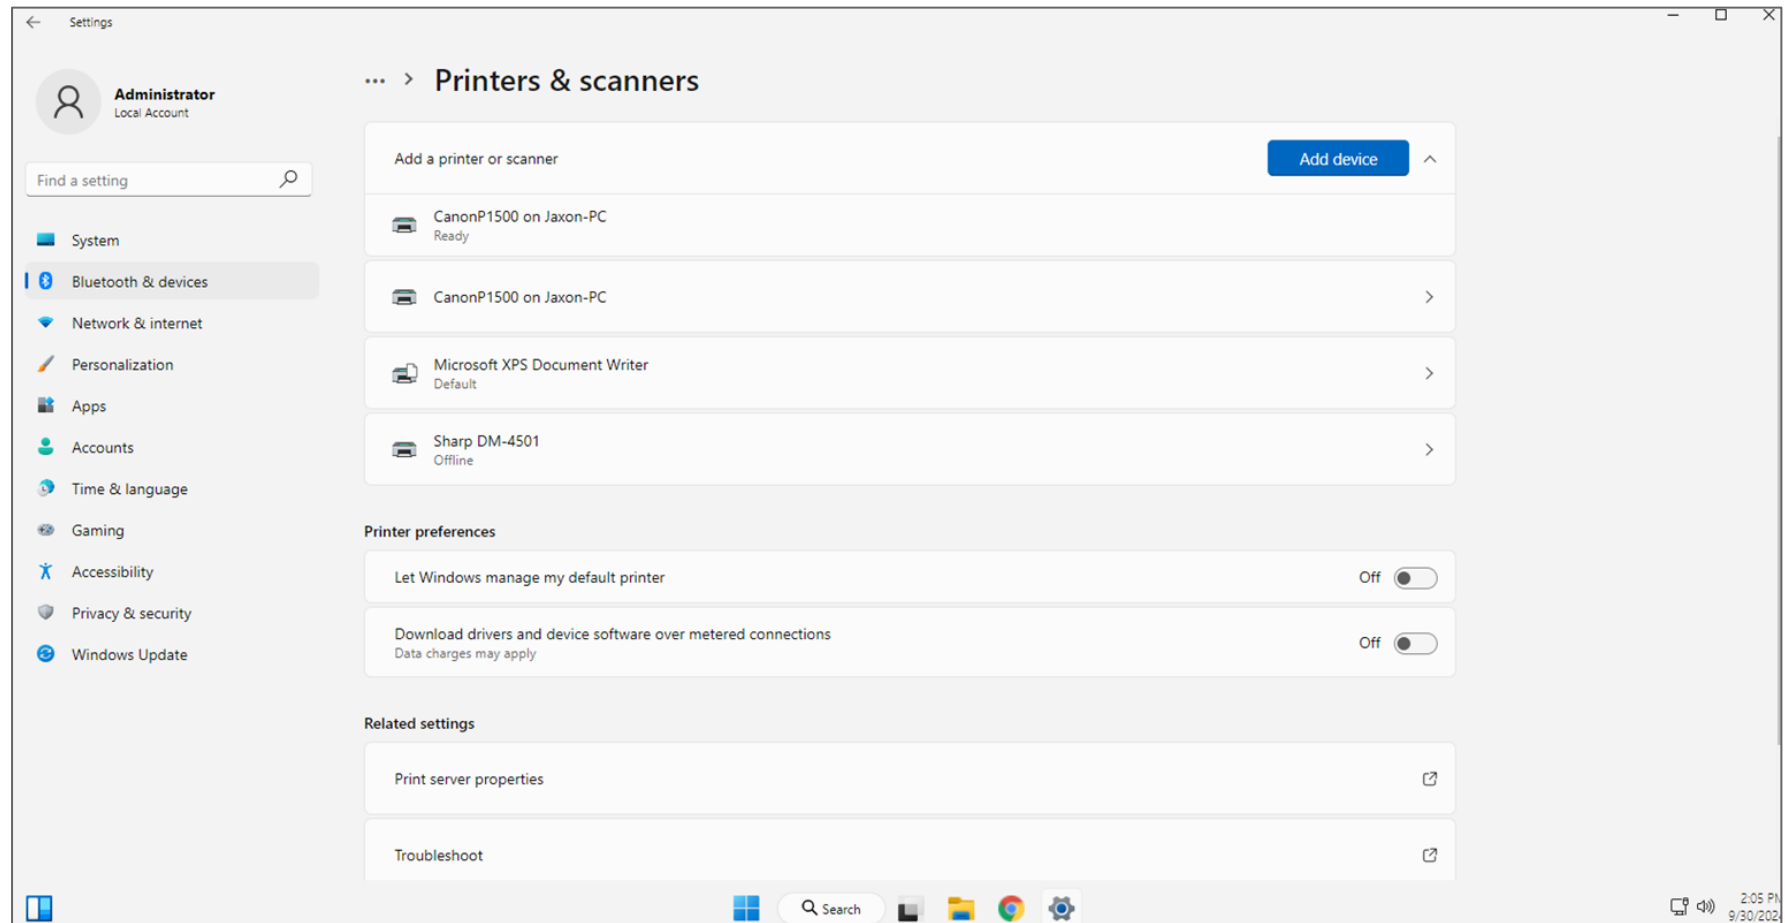 Settings
Administrator
Local Account
Find a setting
System
Bluetooth & devices
Network & internet
Personalization
Apps
Accounts
Time & language
Gaming
Accessibility
Privacy & security
Windows Update
... > Printers & scanners
Add a printer or scanner
Add device
CanonP1500 on Jaxon-PC
Ready
CanonP1500 on Jaxon-PC
Microsoft XPS Document Writer
Default
Sharp DM-4501
Offline
Printer preferences
Let Windows manage my default printer
Off
Download drivers and device software over metered connections
Data charges may apply
Off
Related settings
Print server properties
Troubleshoot
Search
2:05